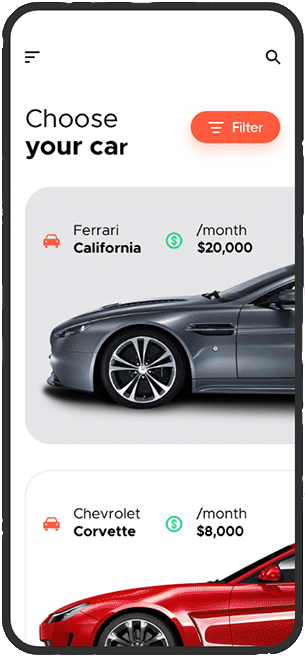 Choose
your car
Filter
Ferrari
California
/month
$20,000
Chevrolet
Corvette
/month
$8,000